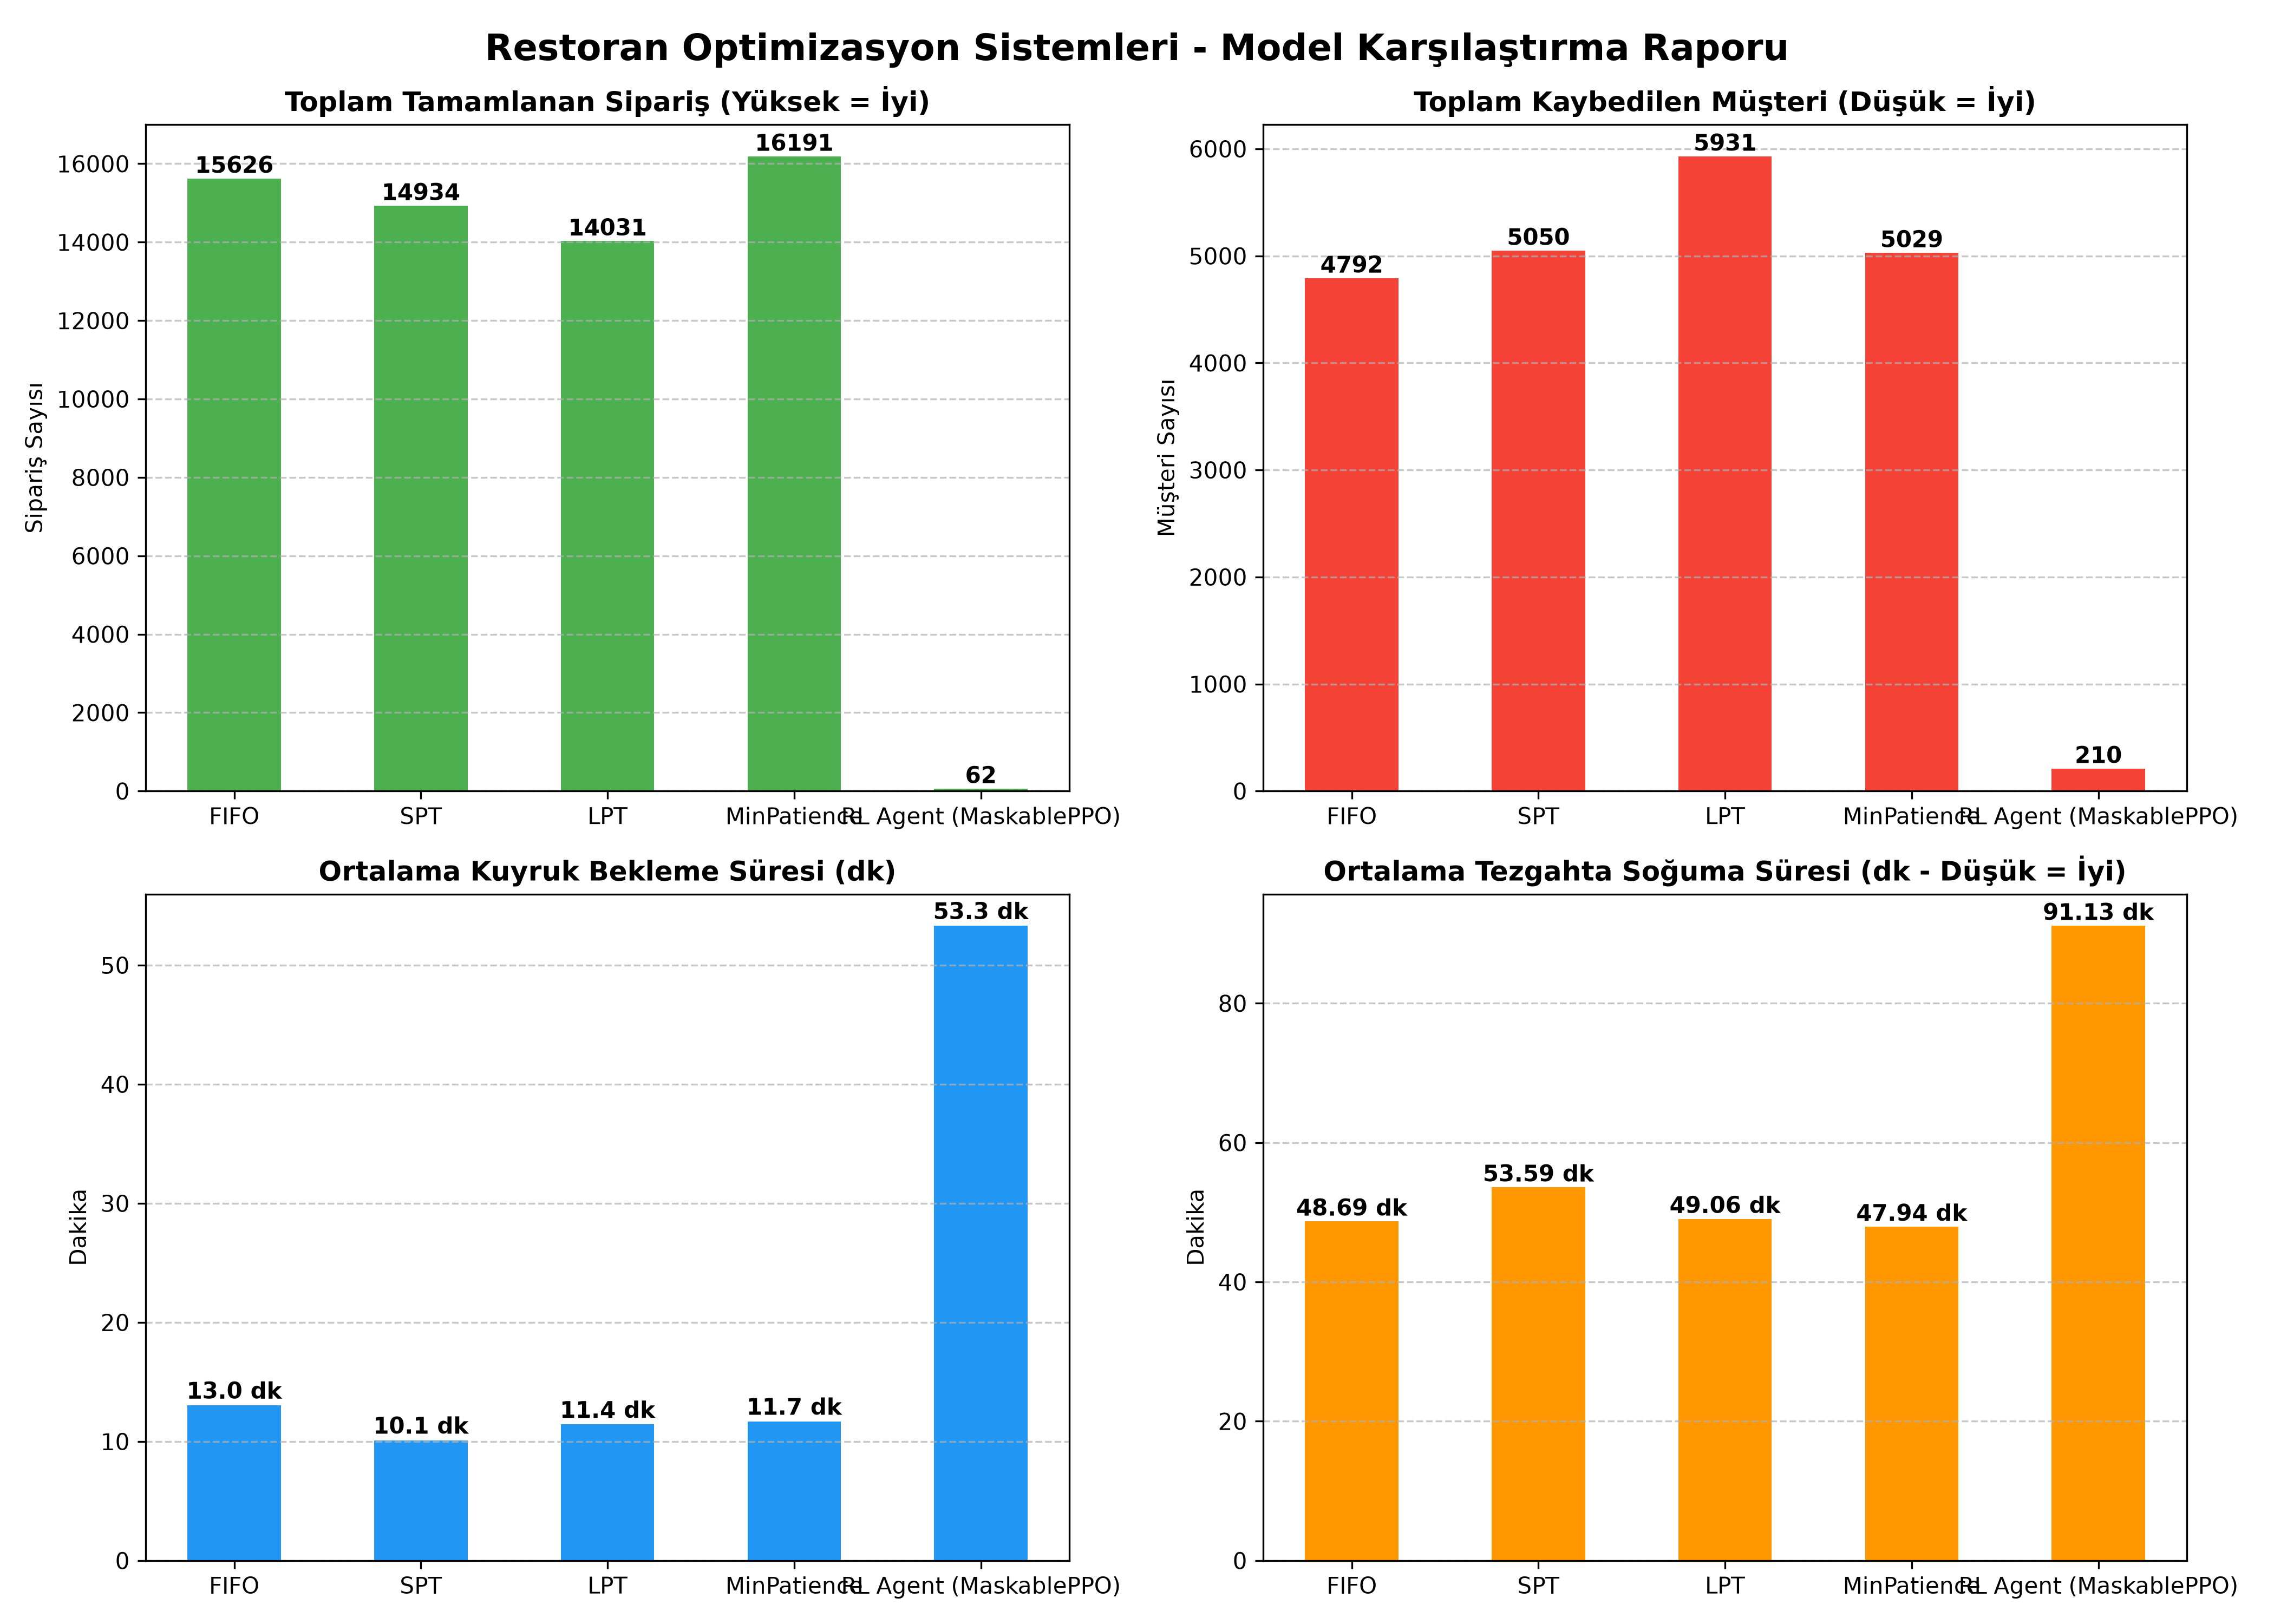 Restoran Optimizasyon Sistemleri - Model Karşılaştırma Raporu
Toplam Tamamlanan Sipariş (Yüksek = İyi)
Sipariş Sayısı
16000
14000
12000
10000
8000
6000
4000
2000
0
15626
14934
14031
16191
62
FIFO
SPT
LPT
MinPatience
RL Agent (MaskablePPO)
Toplam Kaybedilen Müşteri (Düşük = İyi)
Müşteri Sayısı
6000
5000
4000
3000
2000
1000
0
4792
5050
5931
5029
210
FIFO
SPT
LPT
MinPatience
RL Agent (MaskablePPO)
Ortalama Kuyruk Bekleme Süresi (dk)
Dakika
50
40
30
20
10
0
13.0 dk
10.1 dk
11.4 dk
11.7 dk
53.3 dk
FIFO
SPT
LPT
MinPatience
RL Agent (MaskablePPO)
Ortalama Tezgahta Soğuma Süresi (dk - Düşük = İyi)
Dakika
80
60
40
20
0
48.69 dk
53.59 dk
49.06 dk
47.94 dk
91.13 dk
FIFO
SPT
LPT
MinPatience
RL Agent (MaskablePPO)